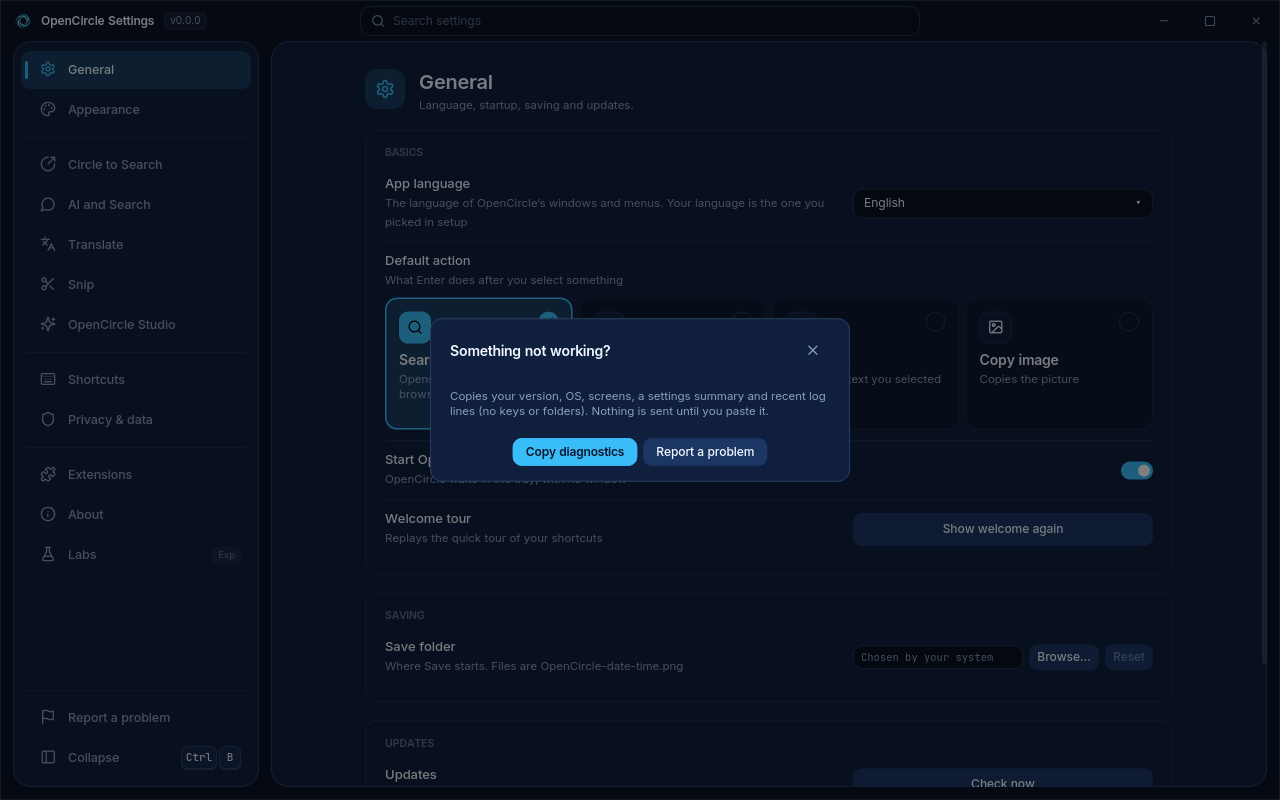 OpenCircle Settings
v0.0.0
Search settings
General
Appearance
Circle to Search
AI and Search
Translate
Snip
OpenCircle Studio
Shortcuts
Privacy & data
Extensions
About
Labs
Exp
Report a problem
Collapse
Ctrl
B
General
Language, startup, saving and updates.
BASICS
App language
The language of OpenCircle's windows and menus. Your language is the one you
picked in setup
English
Default action
What Enter does after you select something
text you selected
Copy image
Copies the picture
Something not working?
Copies your version, OS, screens, a settings summary and recent log
lines (no keys or folders). Nothing is sent until you paste it.
Copy diagnostics
Report a problem
Welcome tour
Replays the quick tour of your shortcuts
Show welcome again
SAVING
Save folder
Where Save starts. Files are OpenCircle-date-time.png
Chosen by your system
Browse...
Reset
UPDATES
Updates
Check now